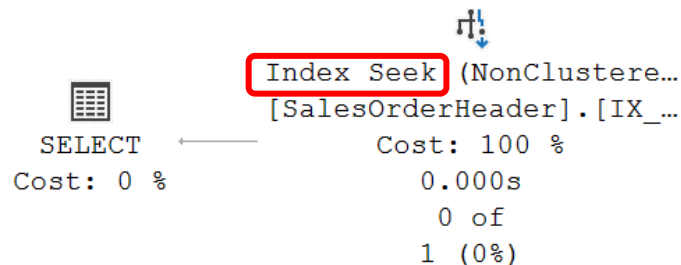 SELECT
Cost: 0 %
Index Seek (NonClustere…
[SalesOrderHeader].[IX_…
Cost: 100 %
0.000s
0 of
1 (0%)